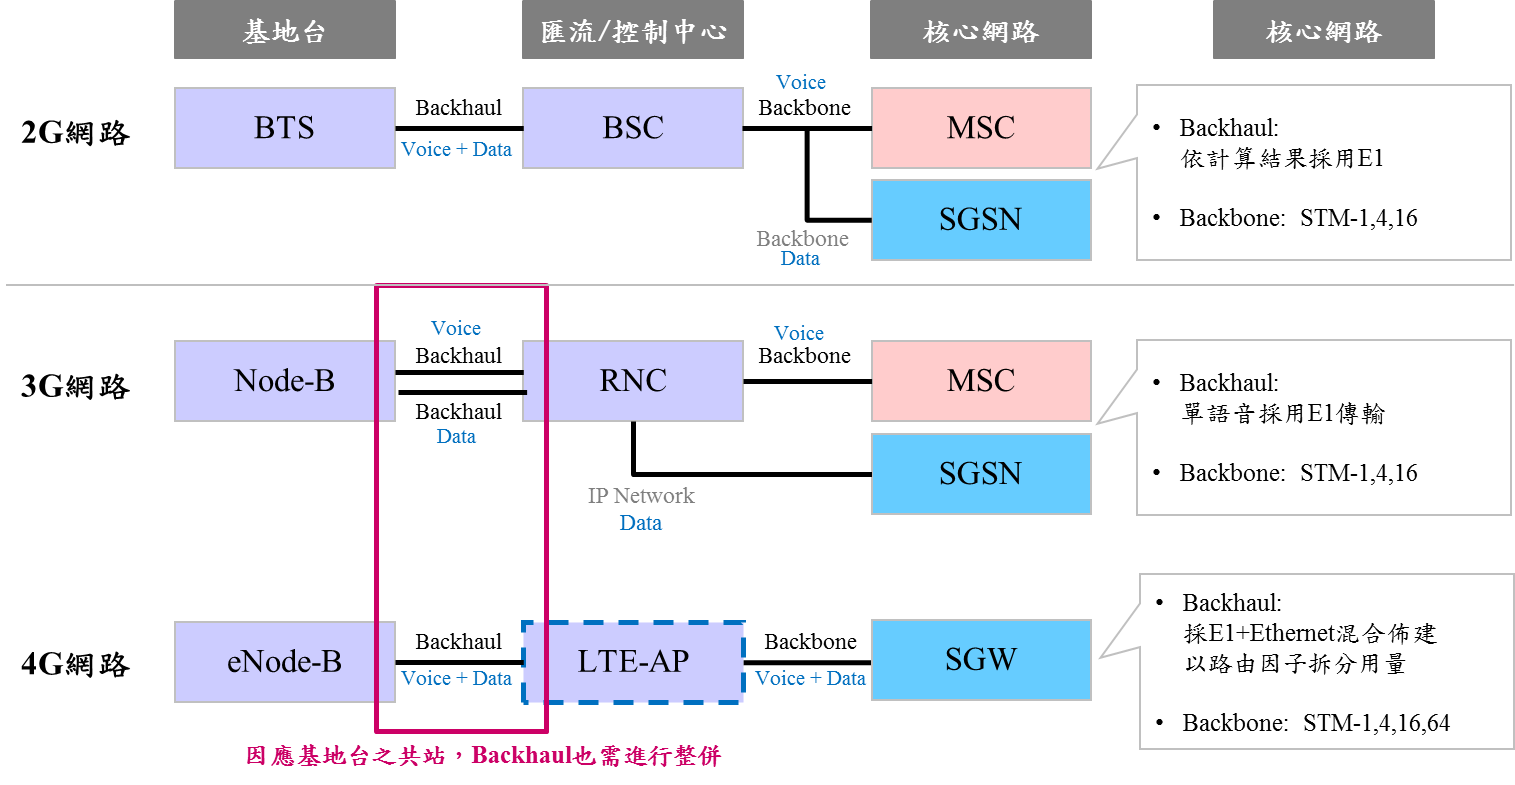 基地台
匯流/控制中心
核心網路
核心網路
2G網路
BTS
Backhaul
Voice + Data
BSC
Voice
Backbone
MSC
Backbone
Data
SGSN
• Backhaul:
依計算結果採用E1
• Backbone: STM-1,4,16
3G網路
Node-B
Voice
Backhaul
Backhaul
Data
RNC
Voice
Backbone
MSC
IP Network
Data
SGSN
• Backhaul:
單語音採用E1傳輸
• Backbone: STM-1,4,16
4G網路
eNode-B
Backhaul
Voice + Data
LTE-AP
Backbone
Voice + Data
SGW
• Backhaul:
採E1+Ethernet混合佈建
以路由因子拆分用量
• Backbone: STM-1,4,16,64
因應基地台之共站，Backhaul也需進行整併